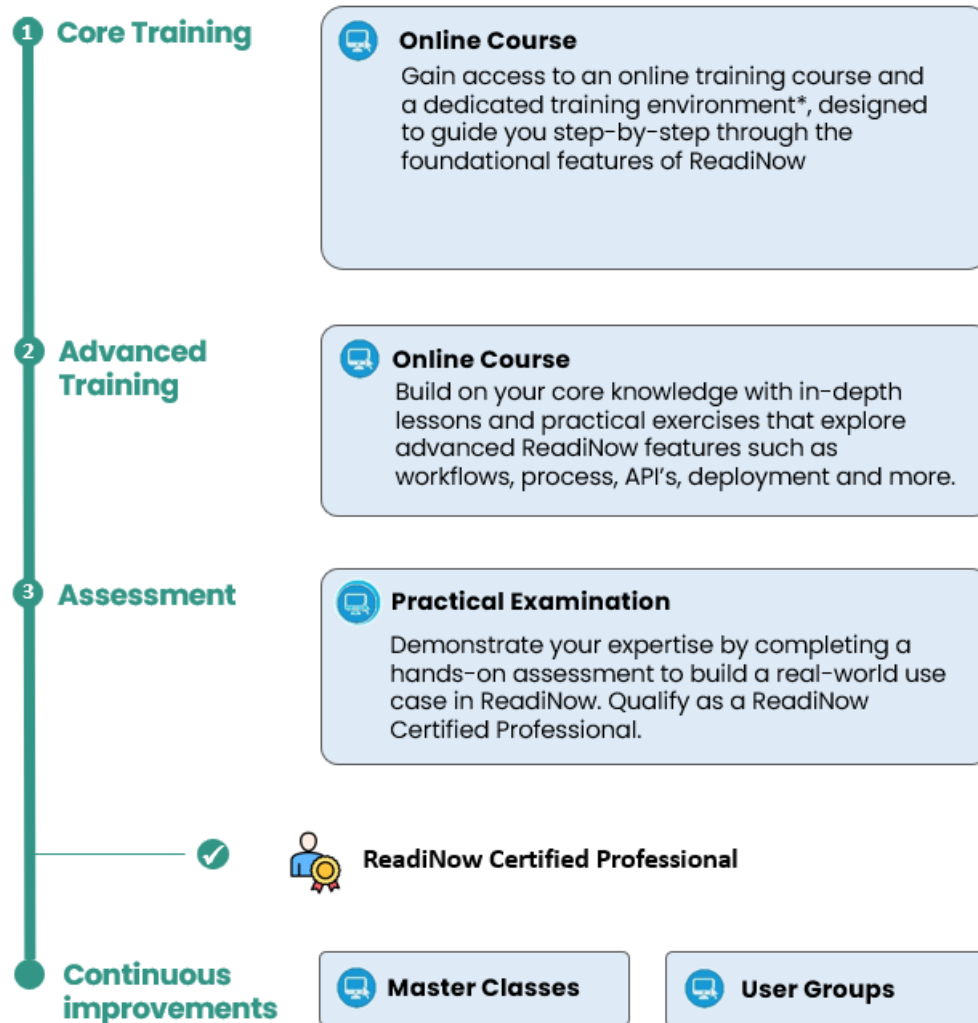 1 Core Training
Online Course
Gain access to an online training course and
a dedicated training environment*, designed
to guide you step-by-step through the
foundational features of ReadiNow
2 Advanced
Training
Online Course
Build on your core knowledge with in-depth
lessons and practical exercises that explore
advanced ReadiNow features such as
workflows, process, API's, deployment and more.
3 Assessment
Practical Examination
Demonstrate your expertise by completing a
hands-on assessment to build a real-world use
case in ReadiNow. Qualify as a ReadiNow
Certified Professional.
ReadiNow Certified Professional
Continuous
improvements
Master Classes
User Groups